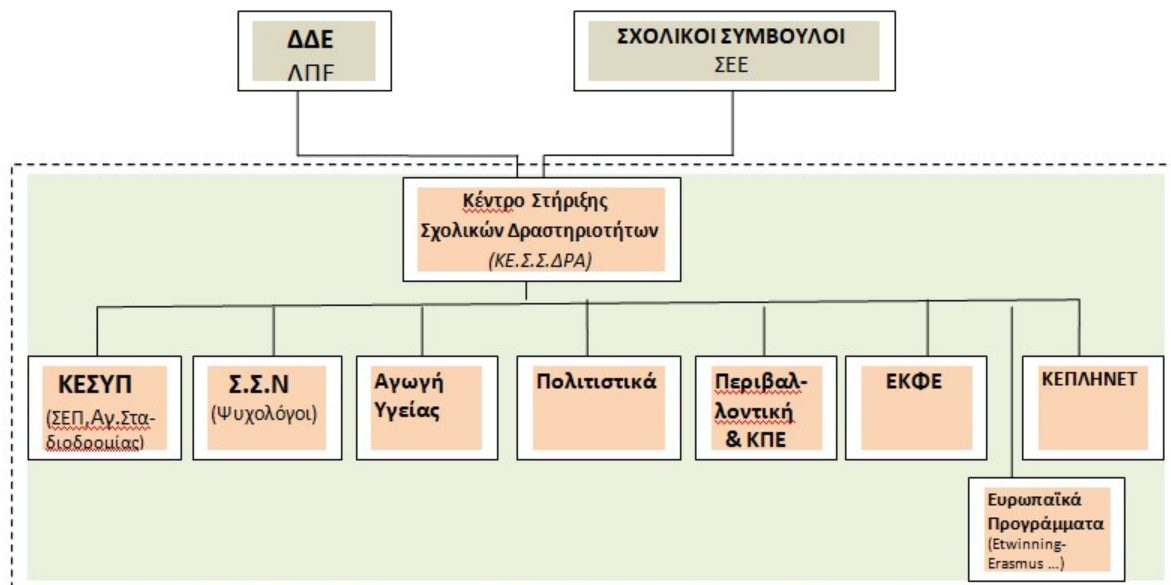 ΔΔΕ
ΔΠΕ
ΣΧΟΛΙΚΟΙ ΣΥΜΒΟΥΛΟΙ
ΣΕΕ
Κέντρο Στήριξης
Σχολικών Δραστηριοτήτων
(ΚΕ.Σ.Σ.ΔΡΑ)
ΚΕΣΥΠ
(ΣΕΠ,Αγ.Στα-
διοδρομίας)
Σ.Σ.Ν
(Ψυχολόγοι)
Αγωγή
Υγείας
Πολιτιστικά
Περιβαλ-
λοντική
& ΚΠΕ
ΕΚΦΕ
ΚΕΠΛΗΝΕΤ
Ευρωπαϊκά
Προγράμματα
(Etwinning-
Erasmus ...)